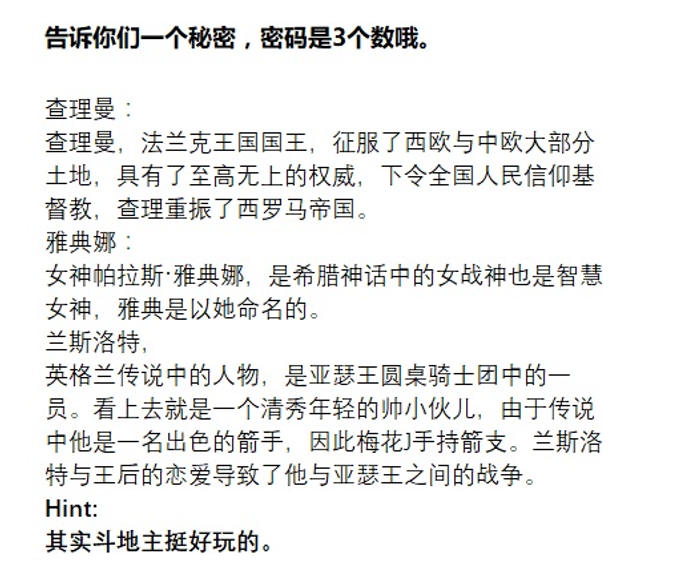 告诉你们一个秘密，密码是3个数哦。
查理曼：
查理曼，法兰克王国国王，征服了西欧与中欧大部分
土地，具有了至高无上的权威，下令全国人民信仰基
督教，查理重振了西罗马帝国。
雅典娜：
女神帕拉斯·雅典娜，是希腊神话中的女战神也是智慧
女神，雅典是以她命名的。
兰斯洛特，
英格兰传说中的人物，是亚瑟王圆桌骑士团中的一
员。看上去就是一个清秀年轻的帅小伙儿，由于传说
中他是一名出色的箭手，因此梅花J手持箭支。兰斯洛
特与王后的恋爱导致了他与亚瑟王之间的战争。
Hint:
其实斗地主挺好玩的。